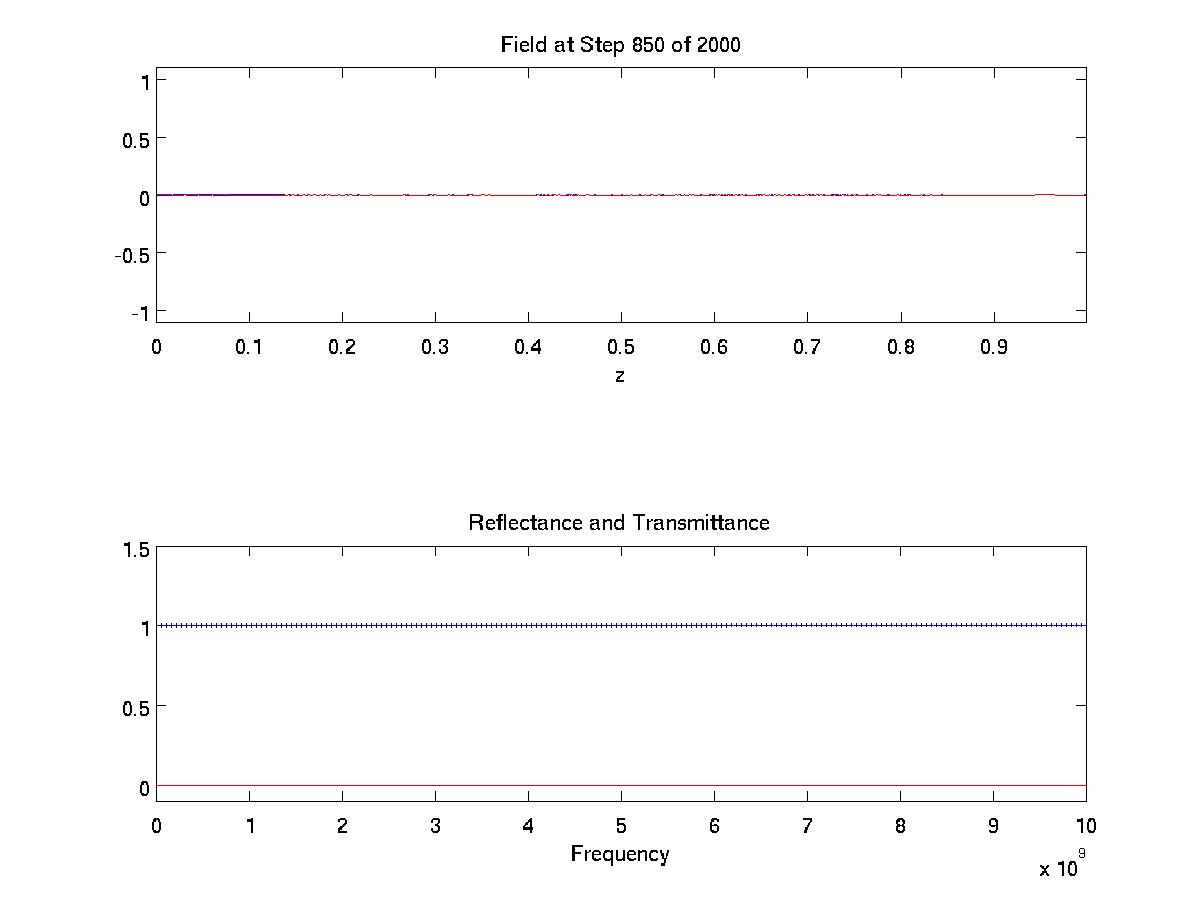 Field at Step 850 of 2000
1
0.5
0
-0.5
-1
0 0.1 0.2 0.3 0.4 0.5 0.6 0.7 0.8 0.9
z
Reflectance and Transmittance
1.5
1
0.5
0
0 1 2 3 4 5 6 7 8 9 10
Frequency
x 10^9